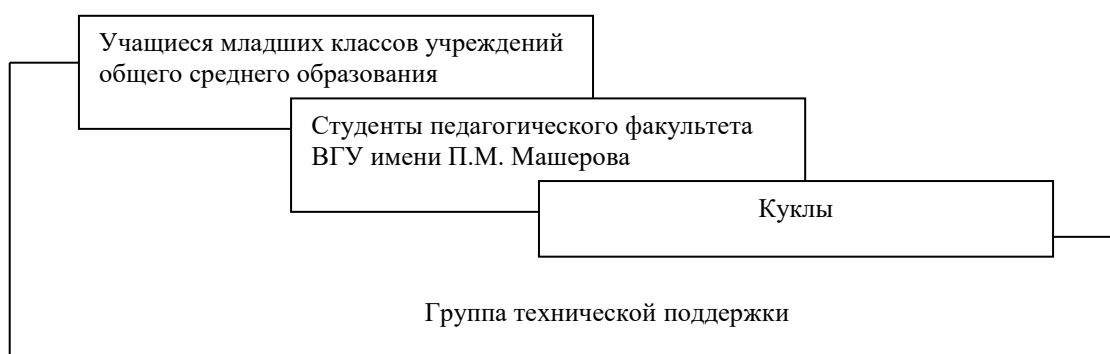 Учащиеся младших классов учреждений
общего среднего образования
Студенты педагогического факультета
ВГУ имени П.М. Машерова
Куклы
Группа технической поддержки